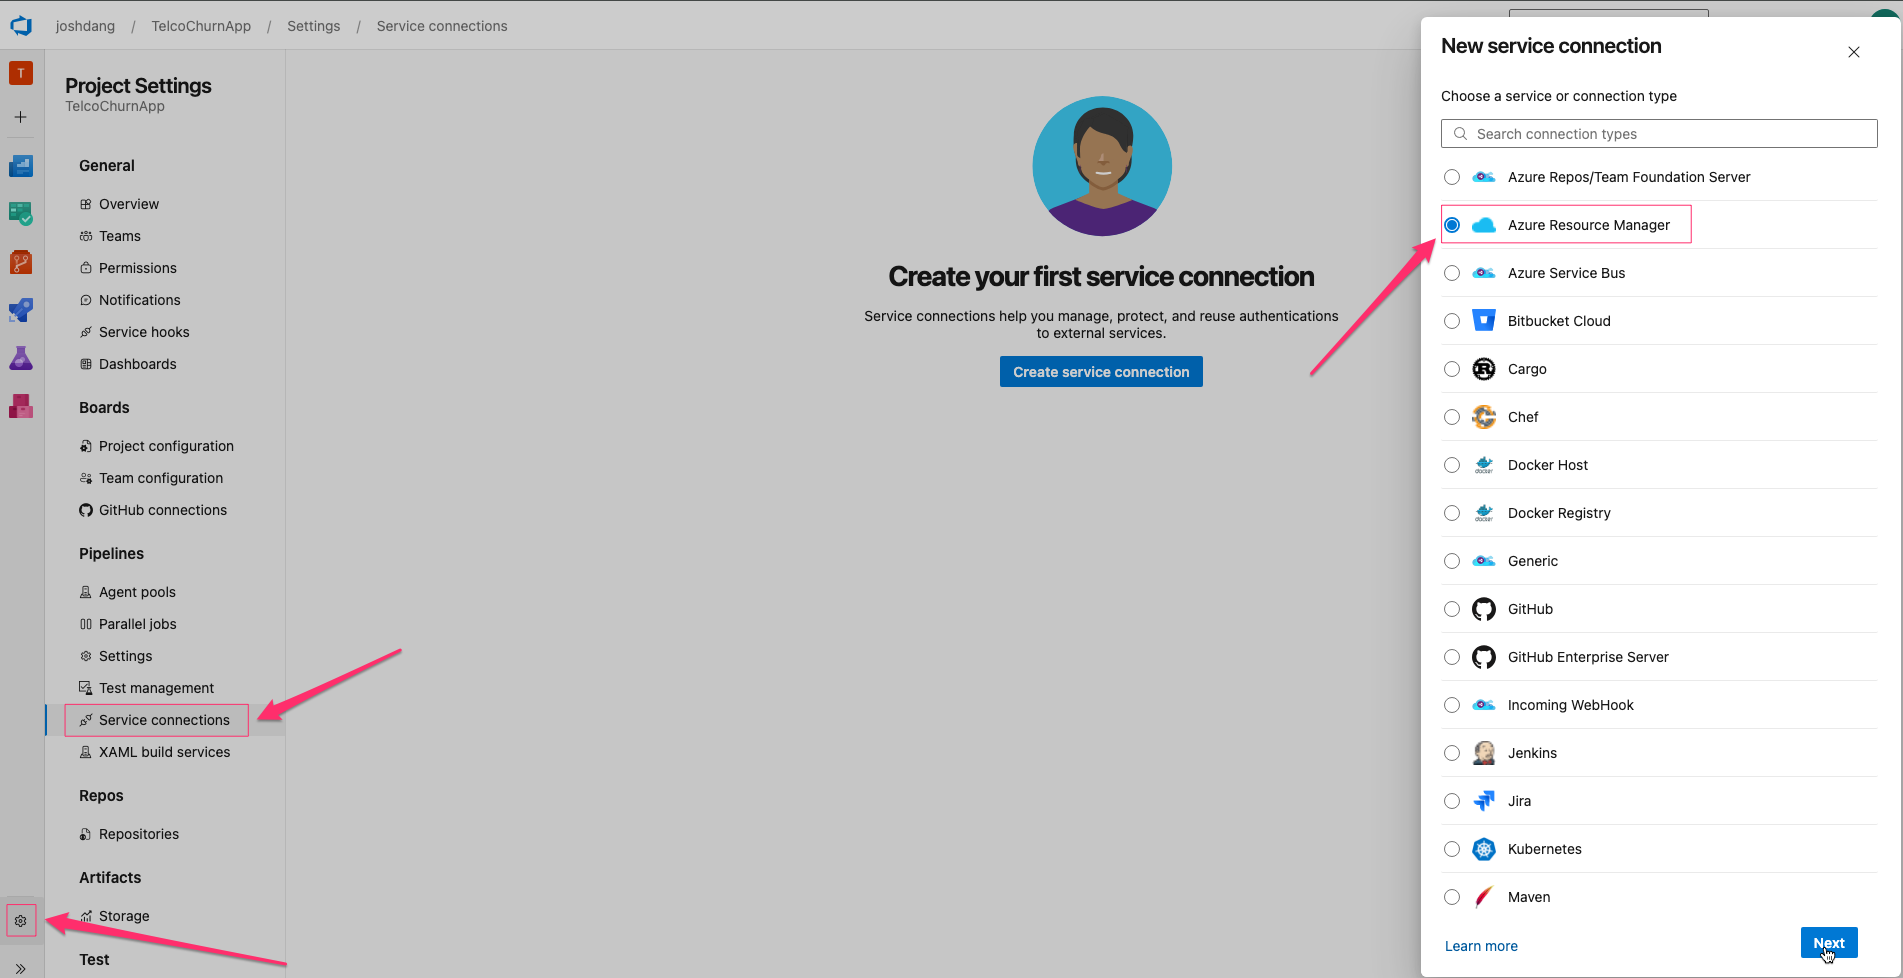 joshdang / TelcoChurnApp / Settings / Service connections
T
Project Settings
TelcoChurnApp
General
Overview
Teams
Permissions
Notifications
Service hooks
Dashboards
Boards
Project configuration
Team configuration
GitHub connections
Pipelines
Agent pools
Parallel jobs
Settings
Test management
Service connections
XAML build services
Repos
Repositories
Artifacts
Storage
Test
Create your first service connection
Service connections help you manage, protect, and reuse authentications
to external services.
Create service connection
New service connection
Choose a service or connection type
Search connection types
Azure Repos/Team Foundation Server
Azure Resource Manager
Azure Service Bus
Bitbucket Cloud
Cargo
Chef
docker Docker Host
docker Docker Registry
Generic
GitHub
GitHub Enterprise Server
Incoming WebHook
Jenkins
Jira
Kubernetes
Maven
Learn more
Next